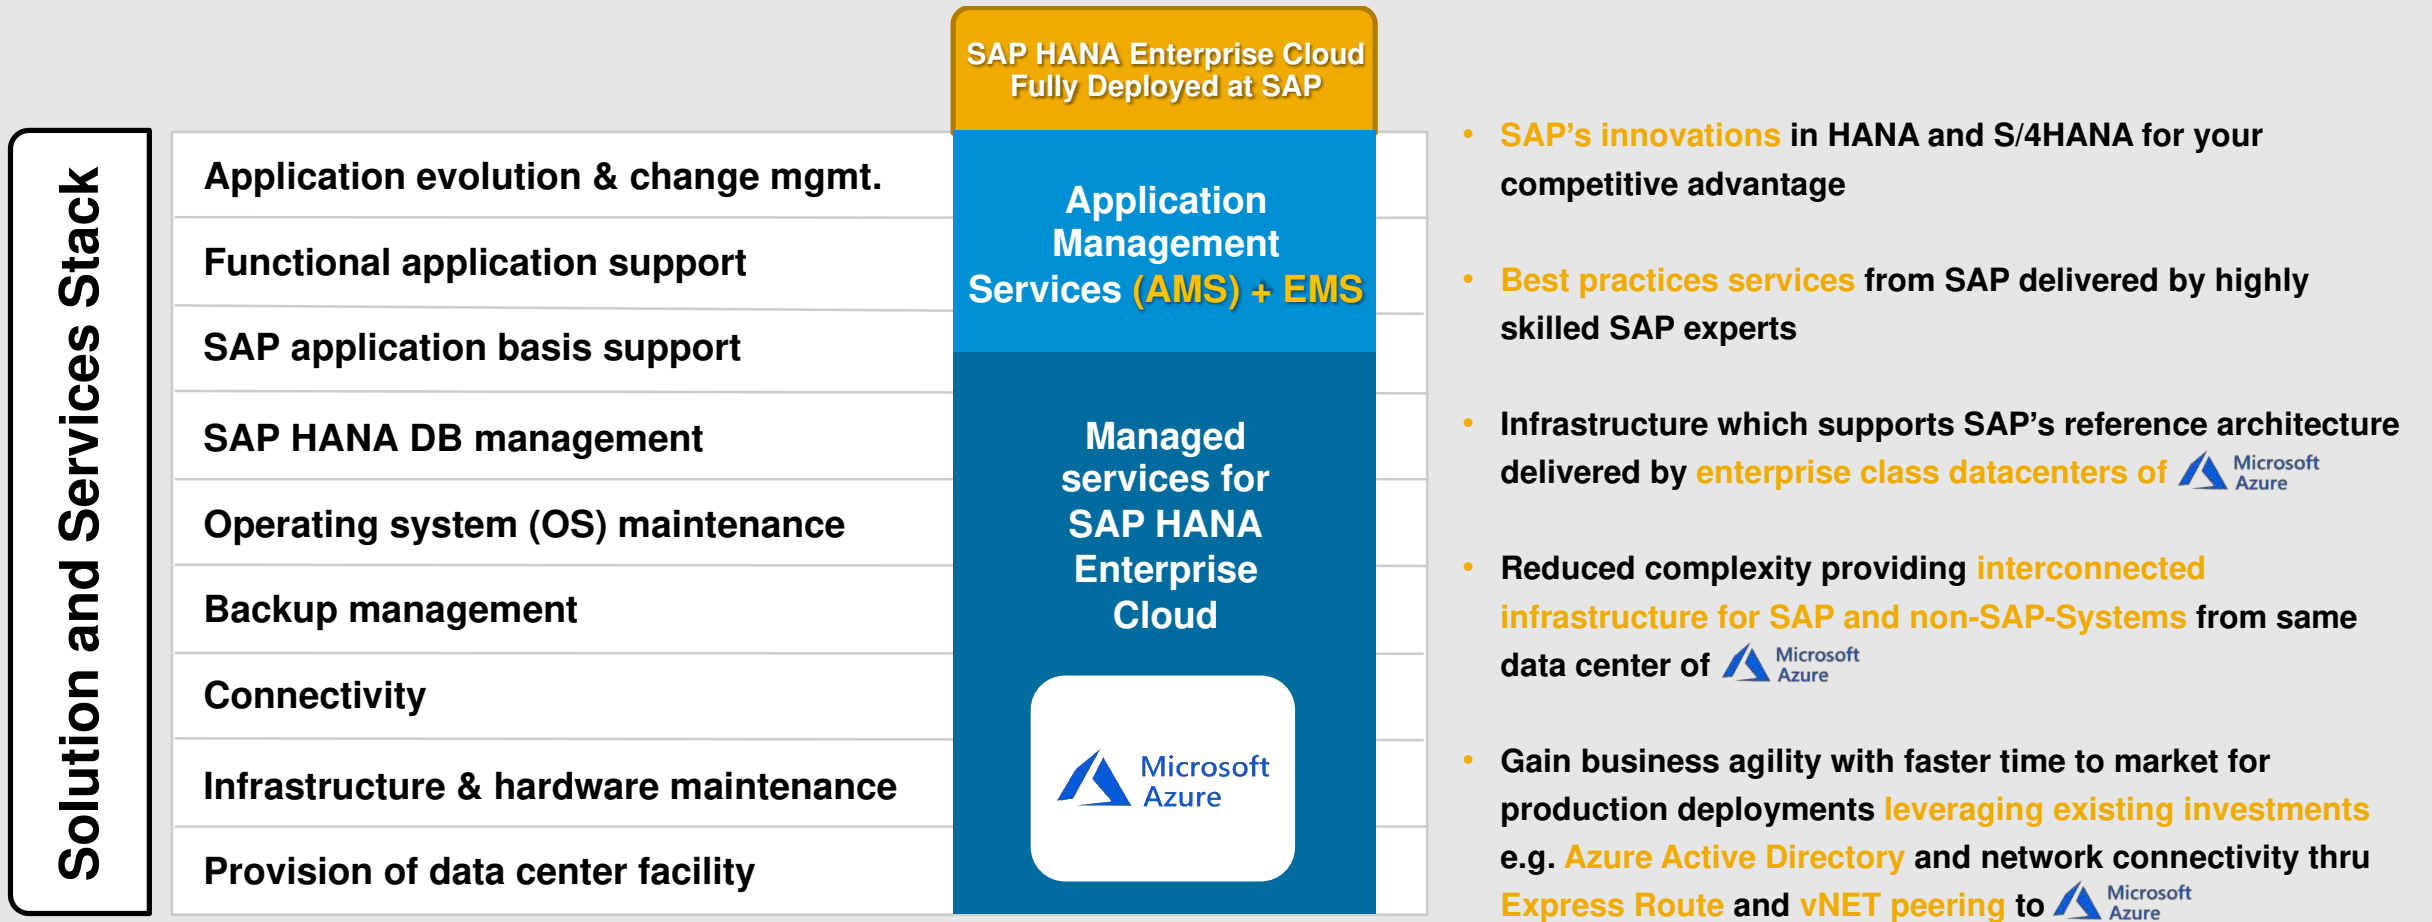 SAP HANA Enterprise Cloud
Fully Deployed at SAP
Solution and Services Stack
Application evolution & change mgmt.
Functional application support
SAP application basis support
SAP HANA DB management
Operating system (OS) maintenance
Backup management
Connectivity
Infrastructure & hardware maintenance
Provision of data center facility
Application
Management
Services (AMS) + EMS
Managed
services for
SAP HANA
Enterprise
Cloud
Microsoft
Azure
• SAP’s innovations in HANA and S/4HANA for your
competitive advantage
• Best practices services from SAP delivered by highly
skilled SAP experts
• Infrastructure which supports SAP’s reference architecture
delivered by enterprise class datacenters of Microsoft Azure
• Reduced complexity providing interconnected
infrastructure for SAP and non-SAP-Systems from same
data center of Microsoft Azure
• Gain business agility with faster time to market for
production deployments leveraging existing investments
e.g. Azure Active Directory and network connectivity thru
Express Route and vNET peering to Microsoft Azure